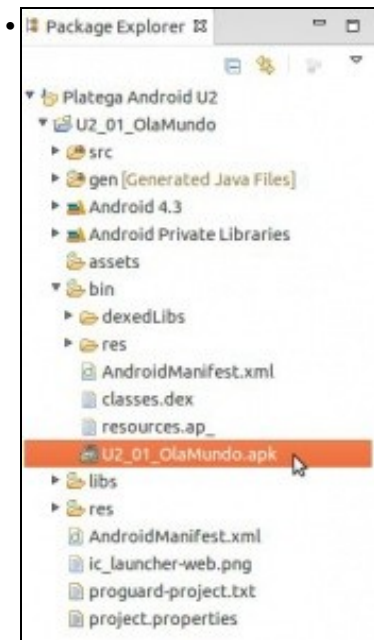 Package Explorer
Platega Android U2
U2_01_OlaMundo
src
gen [Generated Java Files]
Android 4.3
Android Private Libraries
assets
bin
dexedLibs
res
AndroidManifest.xml
classes.dex
resources.ap_
U2_01_OlaMundo.apk
libs
res
AndroidManifest.xml
ic_launcher-web.png
proguard-project.txt
project.properties